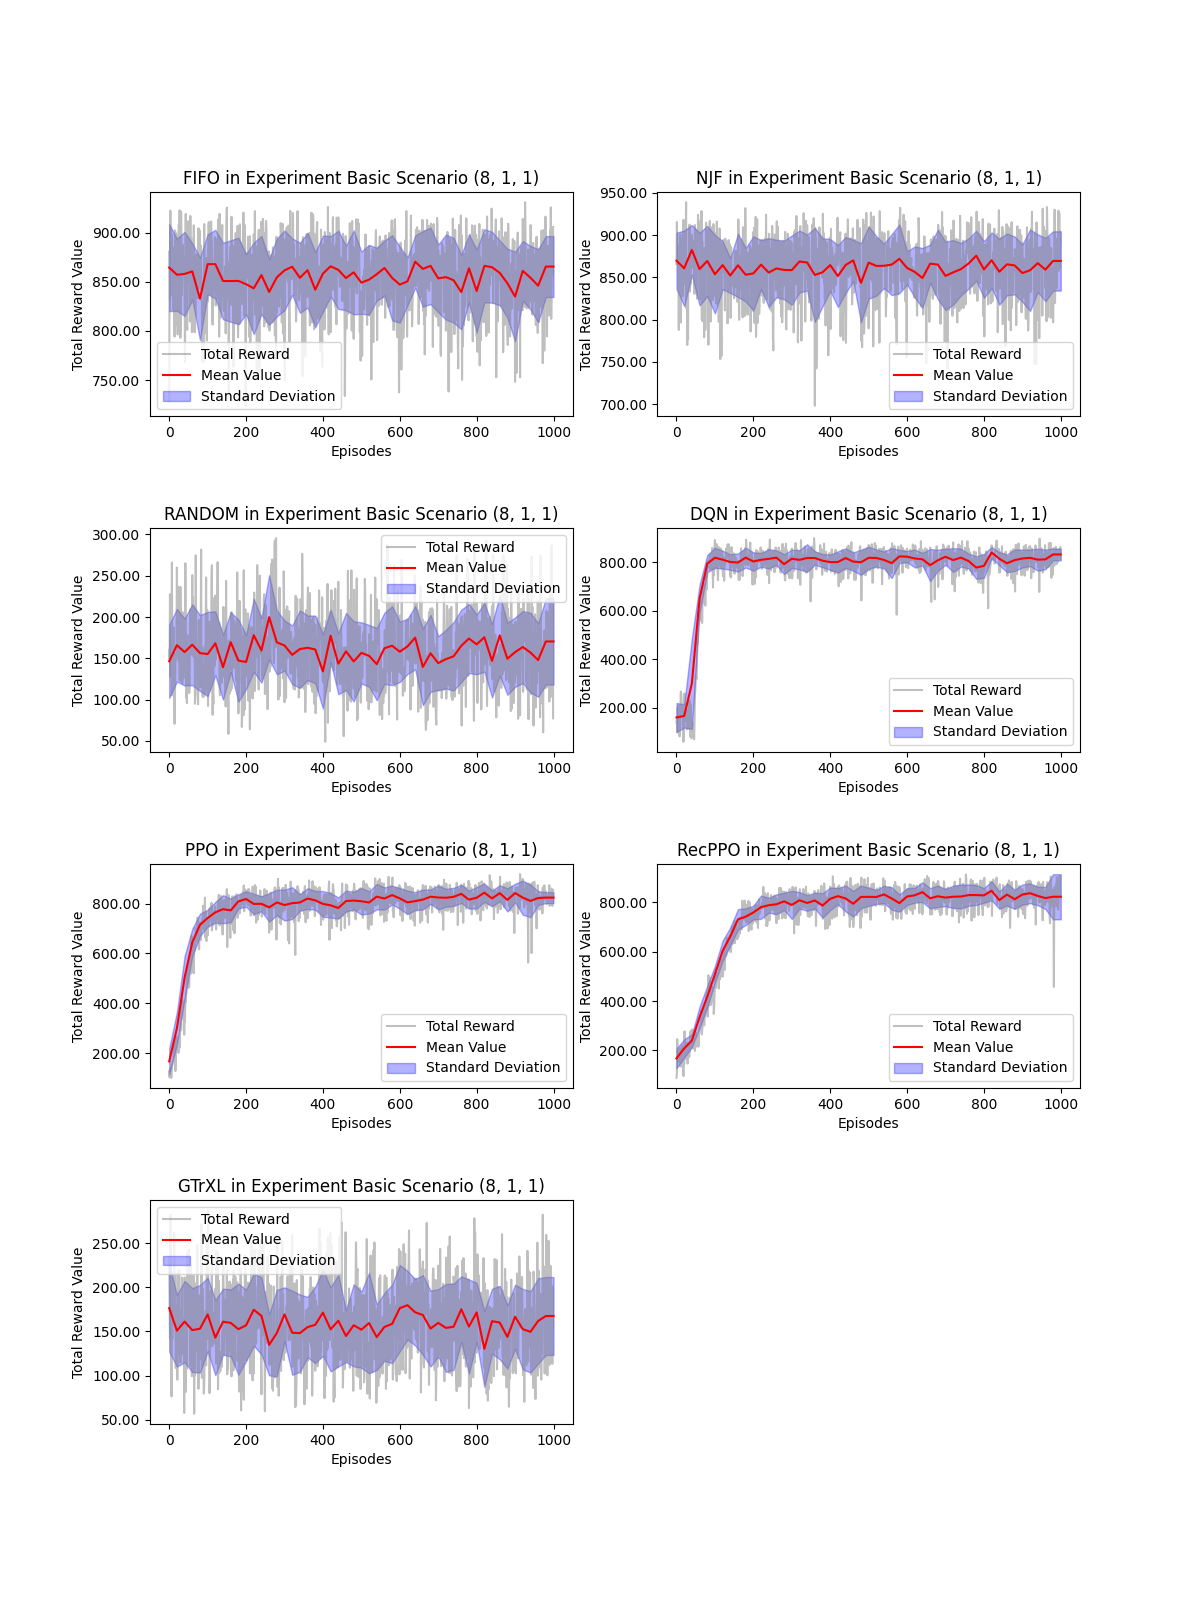 FIFO in Experiment Basic Scenario (8, 1, 1)
Total Reward Value
900.00
850.00
800.00
750.00
Total Reward
Mean Value
Standard Deviation
0 200 400 600 800 1000
Episodes
NJF in Experiment Basic Scenario (8, 1, 1)
Total Reward Value
950.00
900.00
850.00
800.00
750.00
700.00
Total Reward
Mean Value
Standard Deviation
0 200 400 600 800 1000
Episodes
RANDOM in Experiment Basic Scenario (8, 1, 1)
Total Reward Value
300.00
250.00
200.00
150.00
100.00
50.00
Total Reward
Mean Value
Standard Deviation
0 200 400 600 800 1000
Episodes
DQN in Experiment Basic Scenario (8, 1, 1)
Total Reward Value
800.00
600.00
400.00
200.00
Total Reward
Mean Value
Standard Deviation
0 200 400 600 800 1000
Episodes
PPO in Experiment Basic Scenario (8, 1, 1)
Total Reward Value
800.00
600.00
400.00
200.00
Total Reward
Mean Value
Standard Deviation
0 200 400 600 800 1000
Episodes
RecPPO in Experiment Basic Scenario (8, 1, 1)
Total Reward Value
800.00
600.00
400.00
200.00
Total Reward
Mean Value
Standard Deviation
0 200 400 600 800 1000
Episodes
GTrXL in Experiment Basic Scenario (8, 1, 1)
Total Reward Value
250.00
200.00
150.00
100.00
50.00
Total Reward
Mean Value
Standard Deviation
0 200 400 600 800 1000
Episodes